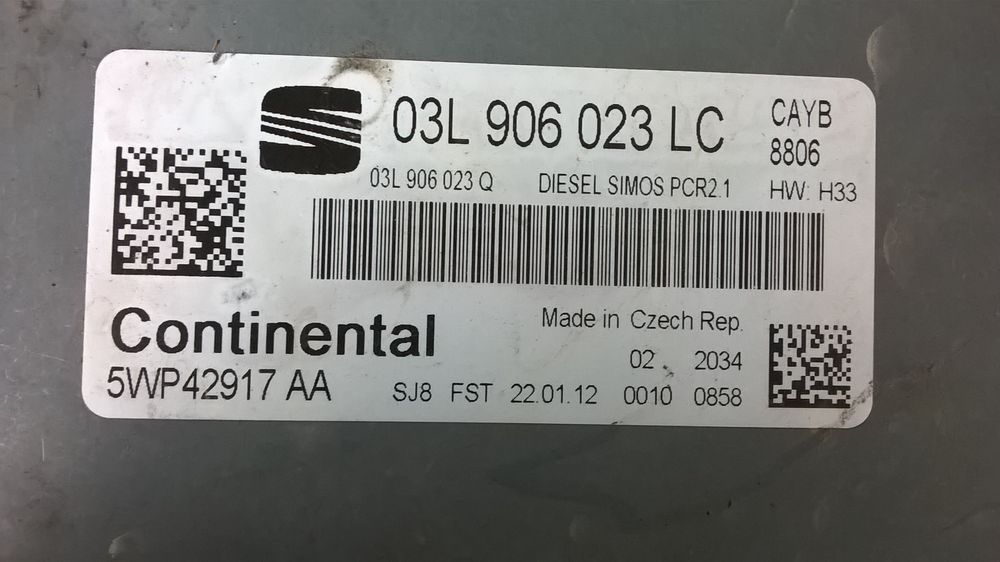 03L 906 023 LC
CAYB
8806
03L 906 023 Q DIESEL SIMOS PCR2.1 HW: H33
Continental
Made in Czech Rep.
02 . 2034
5WP42917 AA
SJ8 FST 22.01.12 0010 0858